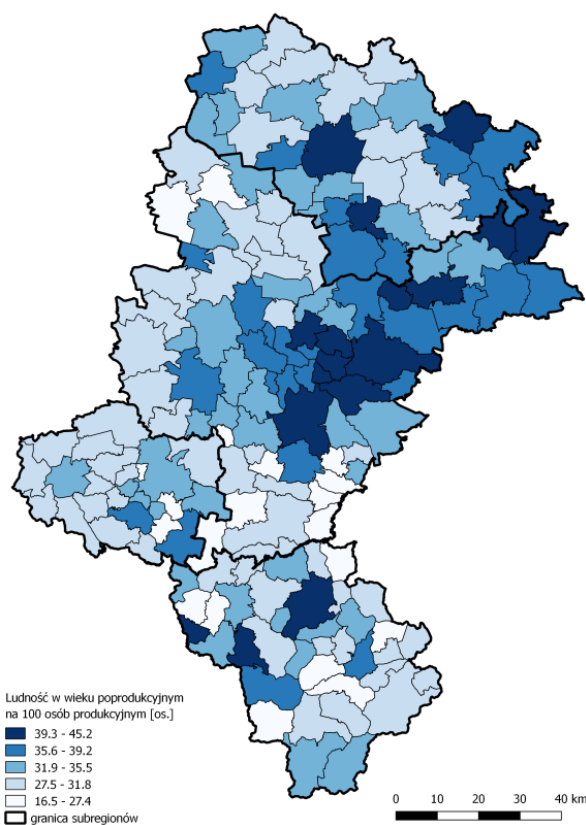 Ludność w wieku poprodukcyjnym
na 100 osób produkcyjnym [os.]
39.3 - 45.2
35.6 - 39.2
31.9 - 35.5
27.5 - 31.8
16.5 - 27.4
granica subregionów
0 10 20 30 40 km